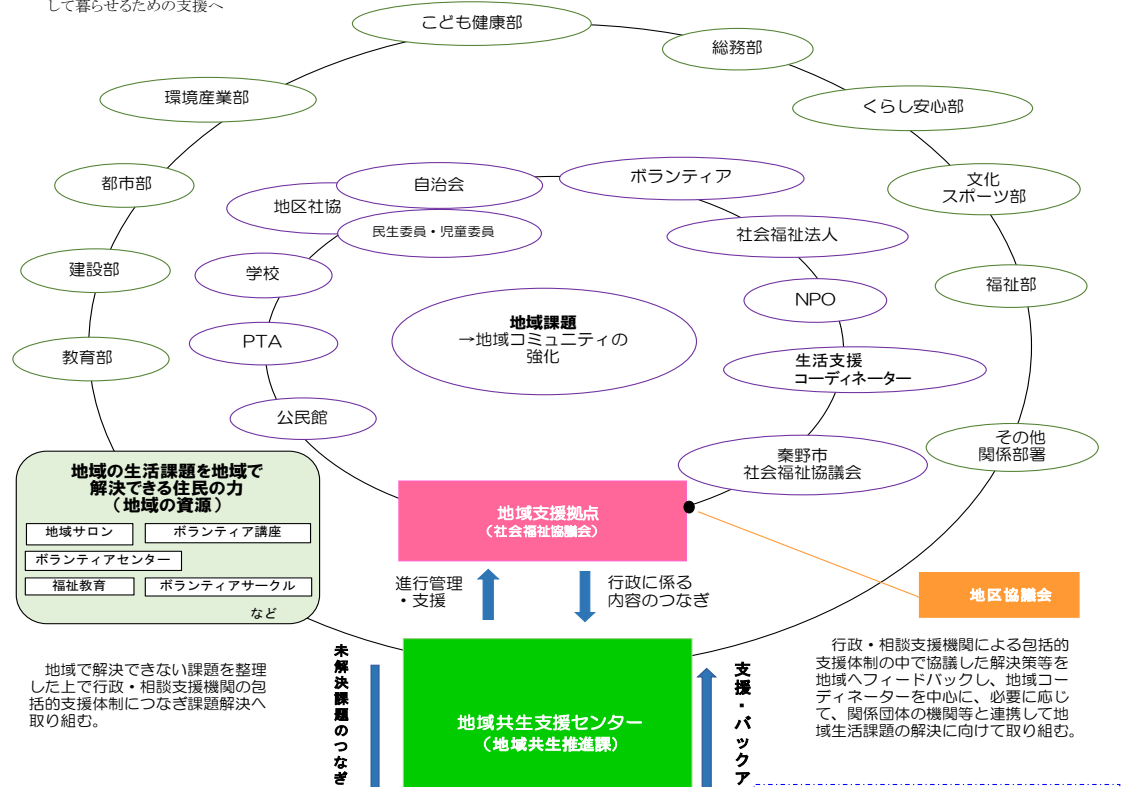 して暮らせるための支援へ
こども健康部
総務部
環境産業部
くらし安心部
都市部
文化
スポーツ部
建設部
福祉部
教育部
その他
関係部署
自治会
ボランティア
地区社協
民生委員・児童委員
社会福祉法人
学校
NPO
PTA
生活支援
コーディネーター
公民館
秦野市
社会福祉協議会
地域課題
→地域コミュニティの
強化
地域の生活課題を地域で
解決できる住民の力
（地域の資源）
地域サロン
ボランティア講座
ボランティアセンター
福祉教育
ボランティアサークル
など
地域支援拠点
（社会福祉協議会）
進行管理
・支援
行政に係る
内容のつなぎ
地区協議会
地域で解決できない課題を整理
した上で行政・相談支援機関の包
括的支援体制につなぎ課題解決へ
取り組む。
未解決課題のつなぎ
地域共生支援センター
（地域共生推進課）
支援・バックア
行政・相談支援機関による包括的
支援体制の中で協議した解決策等を
地域へフィードバックし、地域コー
ディネーターを中心に、必要に応じ
て、関係団体の機関等と連携して地
域生活課題の解決に向けて取り組む。